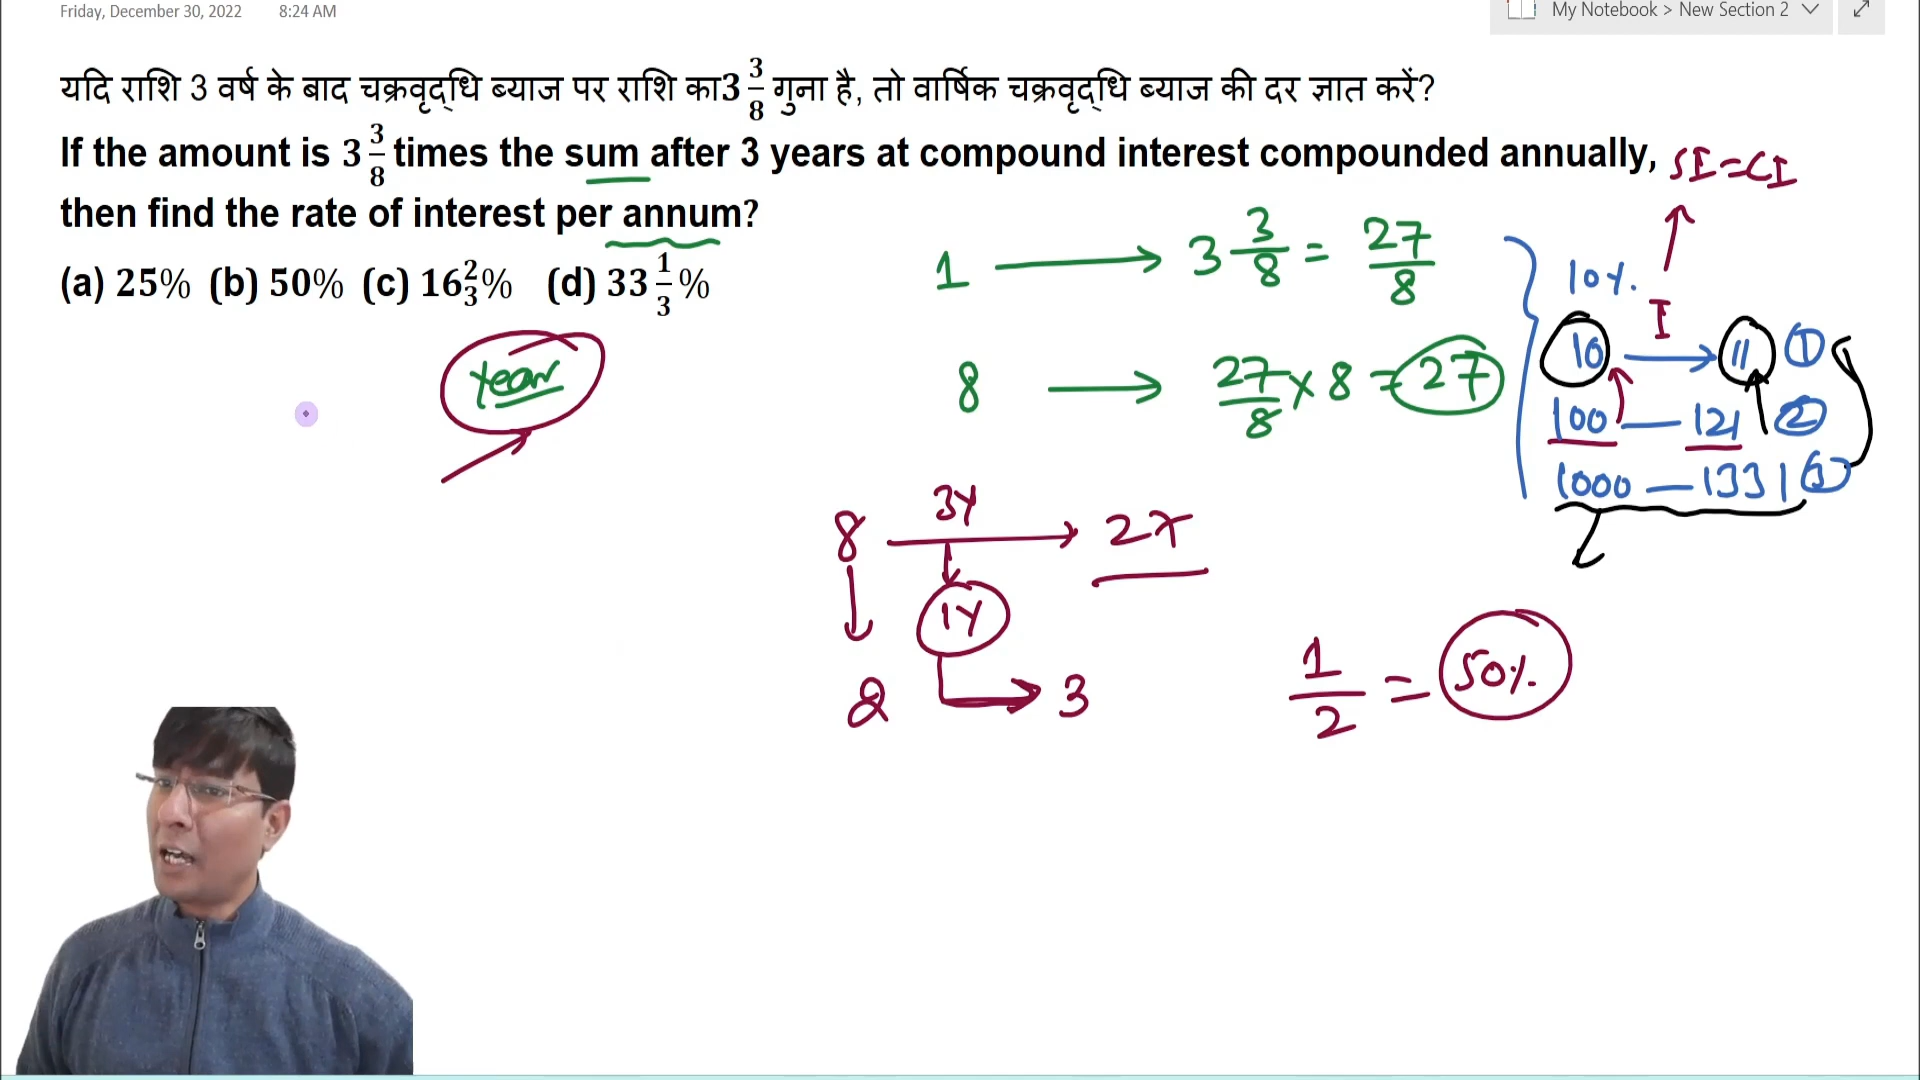 Friday, December 30, 2022 8:24 AM
My Notebook > New Section 2
यदि राशि 3 वर्ष के बाद चक्रवृद्धि ब्याज पर राशि का3 3/8 गुना है, तो वार्षिक चक्रवृद्धि ब्याज की दर ज्ञात करें?
If the amount is 3 3/8 times the sum after 3 years at compound interest compounded annually,
then find the rate of interest per annum?
(a) 25% (b) 50% (c) 16 2/3% (d) 33 1/3%
SI=CI
1 → 3 3/8 = 27/8
10%.
I
10 → 11 ①
year
8 → 27/8 × 8 = 27
100 — 121 ②
1000 — 1331
8 3Y → 27
1Y
2 → 3
1/2 = 50%